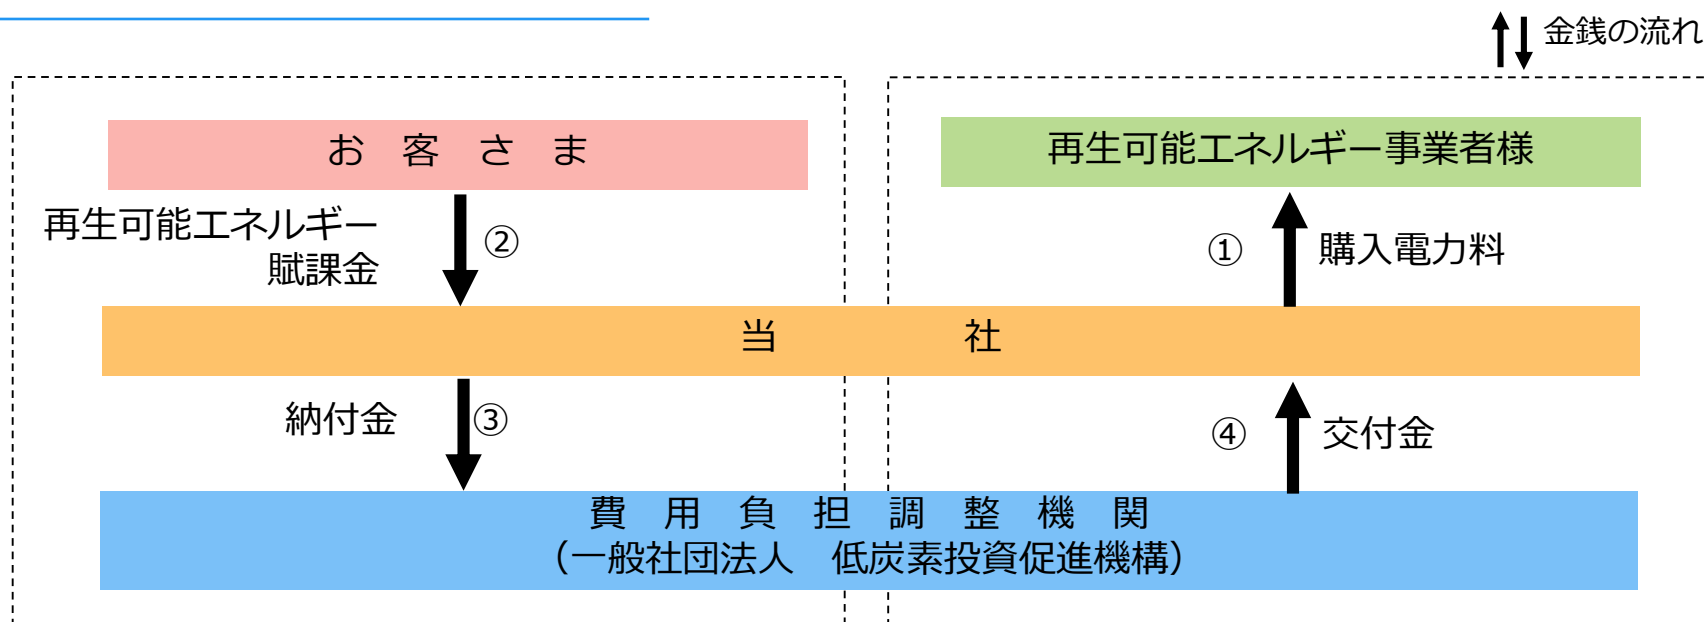 金銭の流れ
お 客 さ ま
再生可能エネルギー事業者様
再生可能エネルギー
賦課金
②
①
購入電力料
当 社
納付金
③
④
交付金
費 用 負 担 調 整 機 関
（一般社団法人 低炭素投資促進機構）